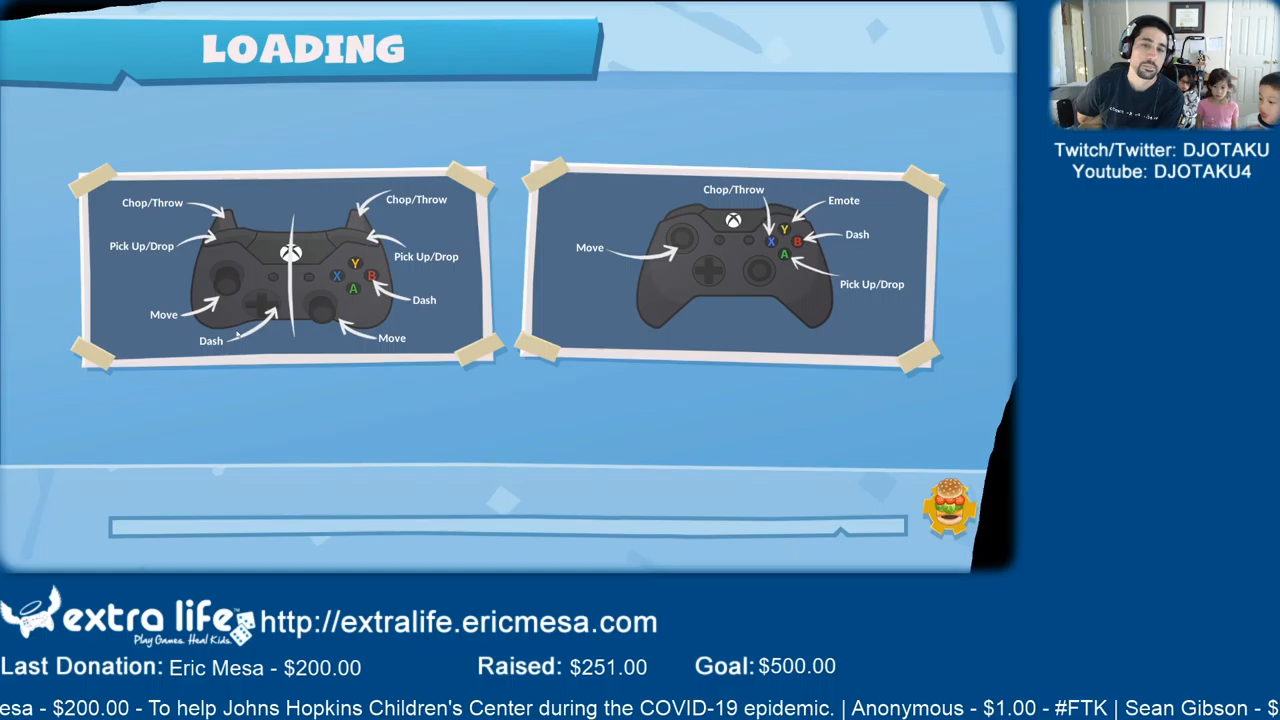 LOADING
Chop/Throw
Chop/Throw
Pick Up/Drop
Pick Up/Drop
Y
X
B
A
Dash
Move
Dash
Move
Chop/Throw
Emote
Y
X
B
A
Dash
Move
Pick Up/Drop
Twitch/Twitter: DJOTAKU
Youtube: DJOTAKU4
extra life
Play Games. Heal Kids.
http://extralife.ericmesa.com
Last Donation: Eric Mesa - $200.00
Raised: $251.00
Goal: $500.00
esa - $200.00 - To help Johns Hopkins Children's Center during the COVID-19 epidemic. | Anonymous - $1.00 - #FTK | Sean Gibson - $